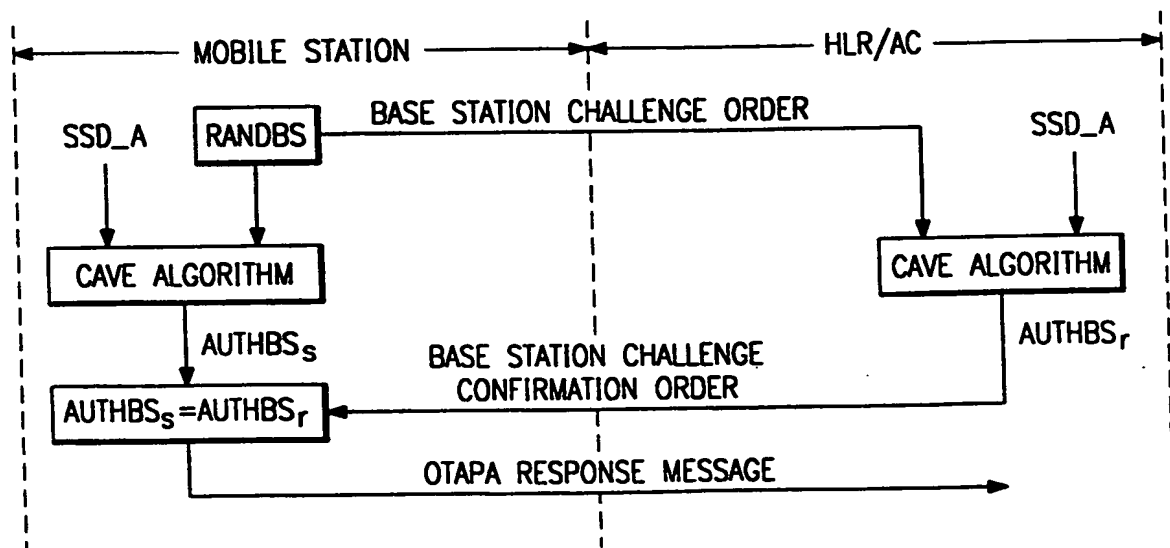 MOBILE STATION
HLR/AC
SSD_A
RANDBS
BASE STATION CHALLENGE ORDER
SSD_A
CAVE ALGORITHM
CAVE ALGORITHM
AUTHBSs
AUTHBSr
BASE STATION CHALLENGE
CONFIRMATION ORDER
AUTHBSs=AUTHBSr
OTAPA RESPONSE MESSAGE